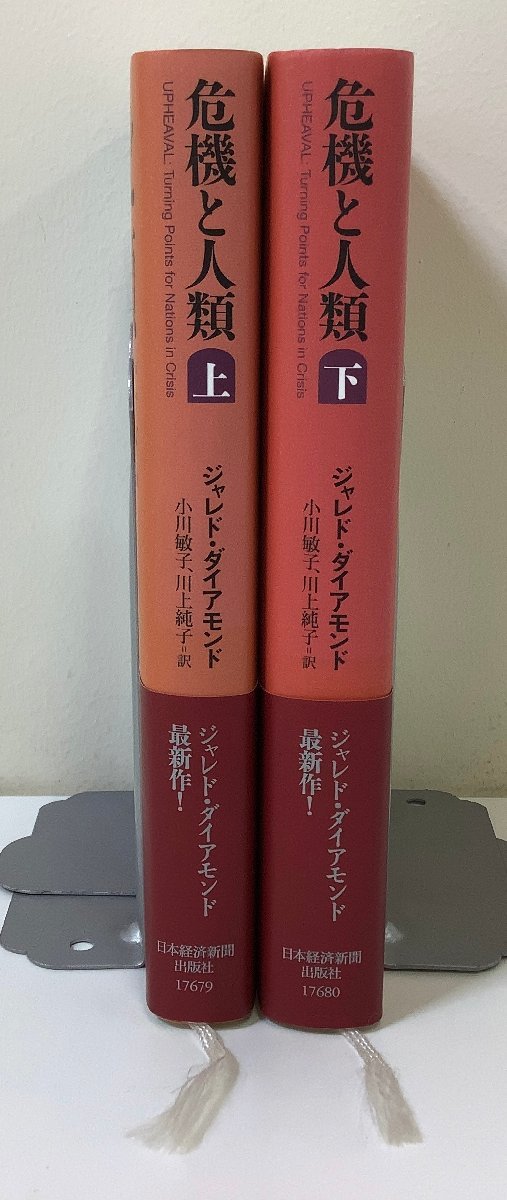 危機と人類
上
UPHEAVAL: Turning Points for Nations in Crisis
ジャレド・ダイアモンド
小川敏子、川上純子=訳
ジャレド・ダイアモンド
最新作!
日本経済新聞
出版社
17679
危機と人類
下
UPHEAVAL: Turning Points for Nations in Crisis
ジャレド・ダイアモンド
小川敏子、川上純子=訳
ジャレド・ダイアモンド
最新作!
日本経済新聞
出版社
17680